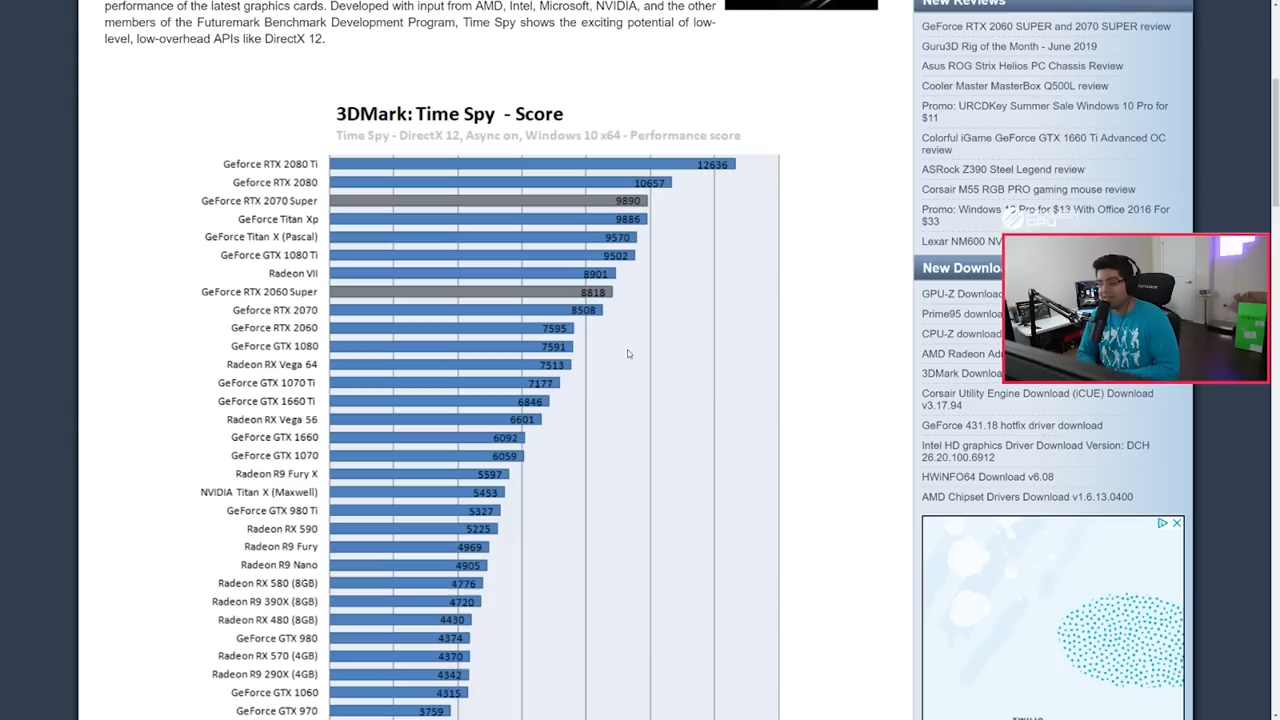 performance of the latest graphics cards. Developed with input from AMD, Intel, Microsoft, NVIDIA, and the other
members of the Futuremark Benchmark Development Program, Time Spy shows the exciting potential of low-
level, low-overhead APIs like DirectX 12.
3DMark: Time Spy - Score
Time Spy - DirectX 12, Async on, Windows 10 x64 - Performance score
Geforce RTX 2080 Ti 12636
Geforce RTX 2080 10657
Geforce RTX 2070 Super 9890
GeForce Titan Xp 9886
GeForce Titan X (Pascal) 9570
GeForce GTX 1080 Ti 9502
Radeon VII 8901
GeForce RTX 2060 Super 8818
Geforce RTX 2070 8508
GeForce RTX 2060 7595
GeForce GTX 1080 7591
Radeon RX Vega 64 7513
GeForce GTX 1070 Ti 7177
GeForce GTX 1660 Ti 6846
Radeon RX Vega 56 6601
GeForce GTX 1660 6092
GeForce GTX 1070 6059
Radeon R9 Fury X 5597
NVIDIA Titan X (Maxwell) 5453
GeForce GTX 980 Ti 5327
Radeon RX 590 5225
Radeon R9 Fury 4969
Radeon R9 Nano 4905
Radeon RX 580 (8GB) 4776
Radeon R9 390X (8GB) 4720
Radeon RX 480 (8GB) 4430
GeForce GTX 980 4374
Radeon RX 570 (4GB) 4370
Radeon R9 290X (4GB) 4342
GeForce GTX 1060 4315
GeForce GTX 970 3759
New Reviews
GeForce RTX 2060 SUPER and 2070 SUPER review
Guru3D Rig of the Month - June 2019
Asus ROG Strix Helios PC Chassis Review
Cooler Master MasterBox Q500L review
Promo: URCDKey Summer Sale Windows 10 Pro for
$11
Colorful iGame GeForce GTX 1660 Ti Advanced OC
review
ASRock Z390 Steel Legend review
Corsair M55 RGB PRO gaming mouse review
Promo: Windows 10 Pro for $13 With Office 2016 For
$33
Lexar NM600 NV
New Downlo
GPU-Z Download
Prime95 downloa
CPU-Z download
AMD Radeon Ad
3DMark Downloa
Corsair Utility Engine Download (iCUE) Download
v3.17.94
GeForce 431.18 hotfix driver download
Intel HD graphics Driver Download Version: DCH
26.20.100.6912
HWiNFO64 Download v6.08
AMD Chipset Drivers Download v1.6.13.0400